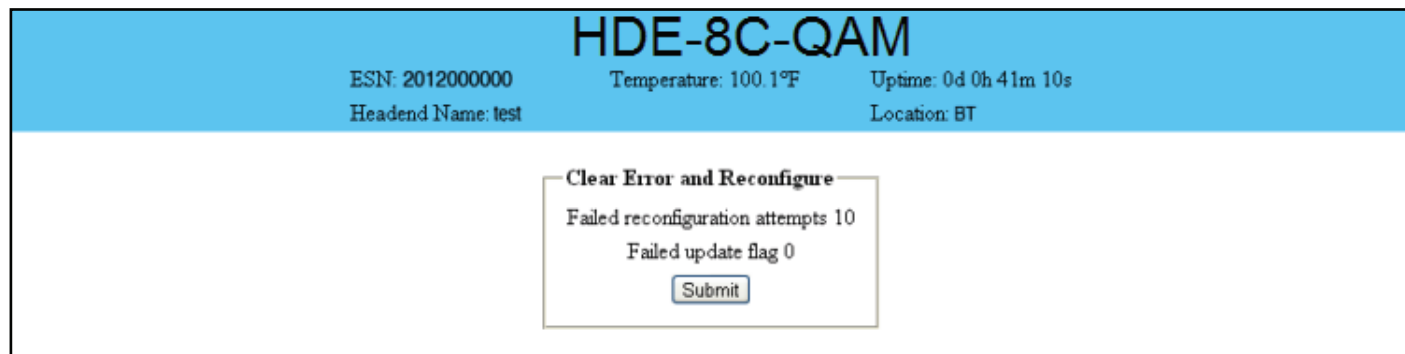 HDE-8C-QAM
ESN: 2012000000 Temperature: 100.1°F Uptime: 0d 0h 41m 10s
Headend Name: test Location: BT
Clear Error and Reconfigure
Failed reconfiguration attempts 10
Failed update flag 0
Submit